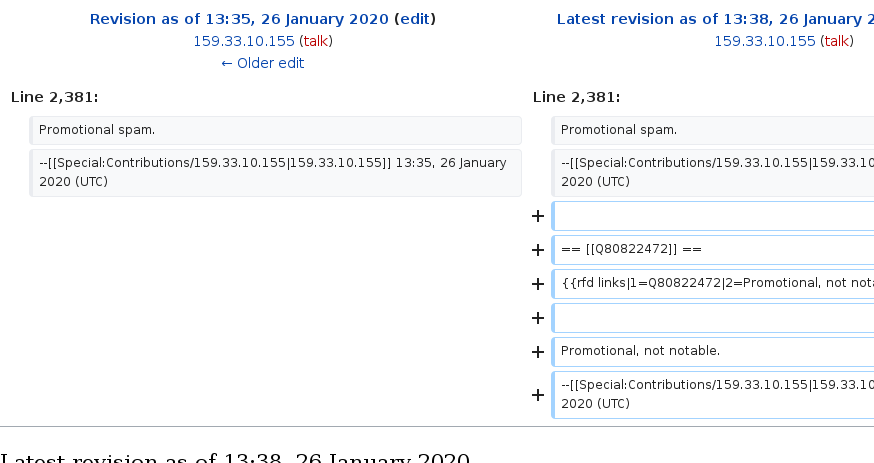 Revision as of 13:35, 26 January 2020 (edit)
159.33.10.155 (talk)
← Older edit
Latest revision as of 13:38, 26 January 2
159.33.10.155 (talk)
Line 2,381:
Line 2,381:
Promotional spam.
Promotional spam.
--[[Special:Contributions/159.33.10.155|159.33.10.155]] 13:35, 26 January
2020 (UTC)
--[[Special:Contributions/159.33.10.155|159.33.10
2020 (UTC)
+
+ == [[Q80822472]] ==
+ {{rfd links|1=Q80822472|2=Promotional, not
+
+ Promotional, not notable.
+ --[[Special:Contributions/159.33.10.155|159.33.10
2020 (UTC)
Latest revision as of 13:38, 26 January 2020